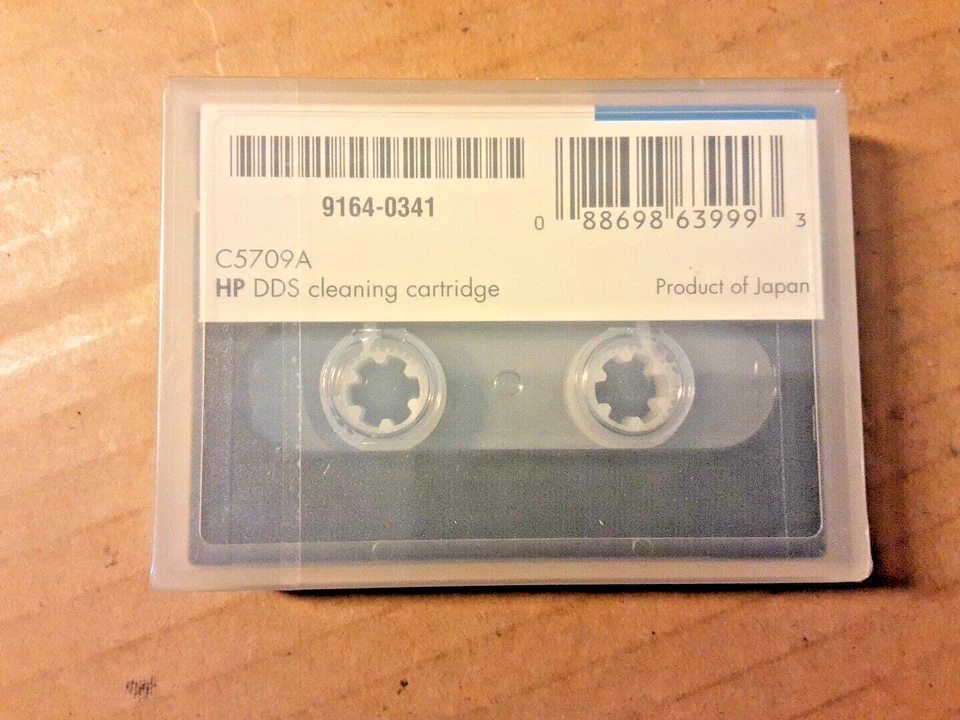 9164-0341
0 88698 63999 3
C5709A
HP DDS cleaning cartridge
Product of Japan